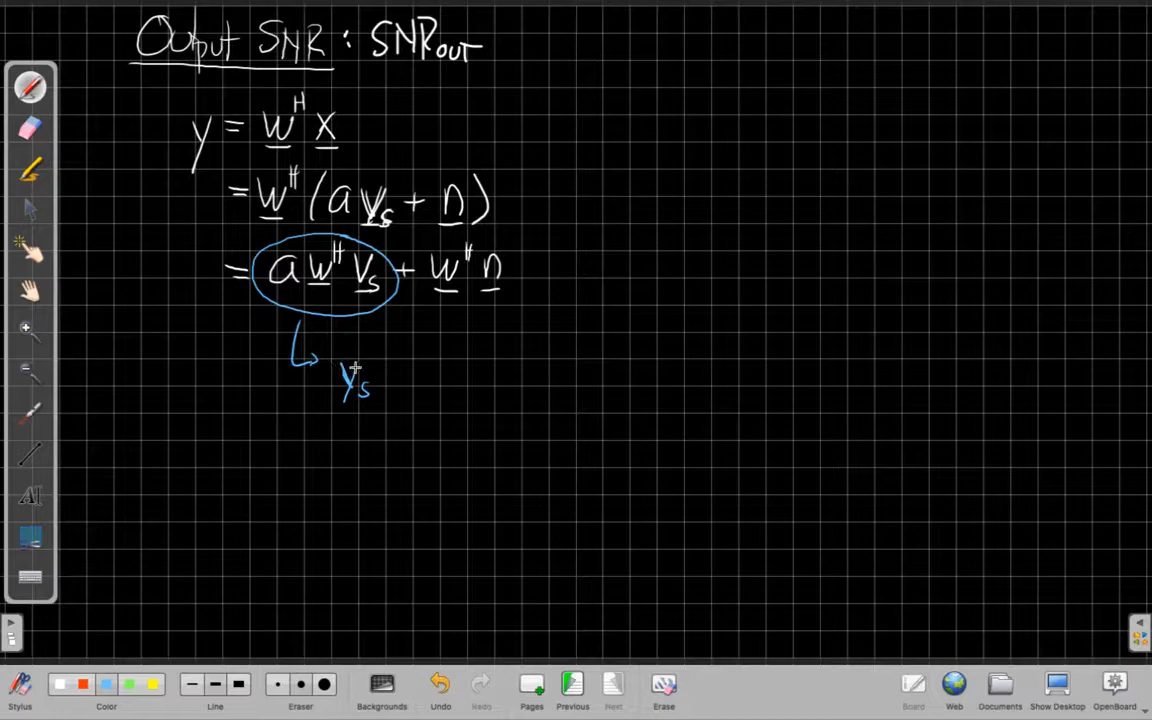 Output SNR : SNR_OUT
y = w^H x
= w^H (a v_s + n)
= a w^H v_s + w^H n
y_s
Stylus
Color
Line
Eraser
Backgrounds
Undo
Redo
Pages
Previous
Next
Erase
Board
Web
Documents
Show Desktop
OpenBoard